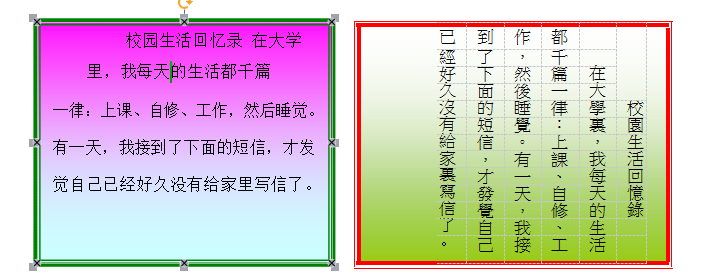 校园生活回忆录 在大学
里，我每天的生活都千篇
一律：上课、自修、工作，然后睡觉。
有一天，我接到了下面的短信，才发
觉自己已经好久没有给家里写信了。
校園生活回憶錄
在大學裏，我每天的生活
都千篇一律：上課、自修、工
作，然後睡覺。有一天，我接
到了下面的短信，才發覺自己
已經好久沒有給家裏寫信了。